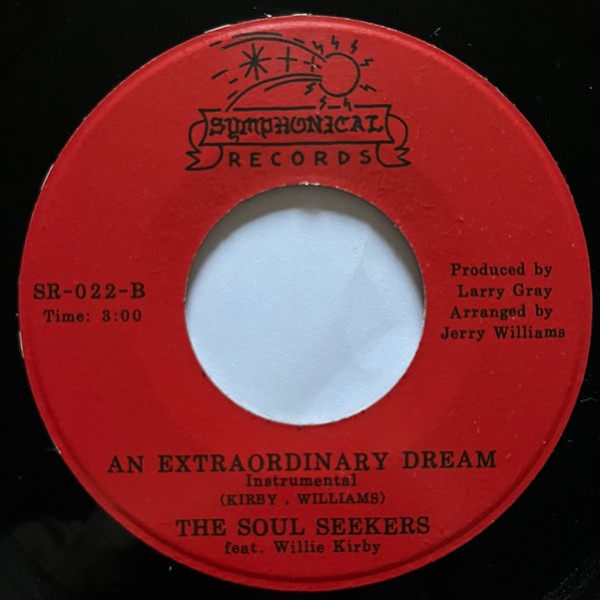 SYMPHONICAL
RECORDS
SR-022-B
Time: 3:00
Produced by
Larry Gray
Arranged by
Jerry Williams
AN EXTRAORDINARY DREAM
Instrumental
(KIRBY , WILLIAMS)
THE SOUL SEEKERS
feat. Willie Kirby